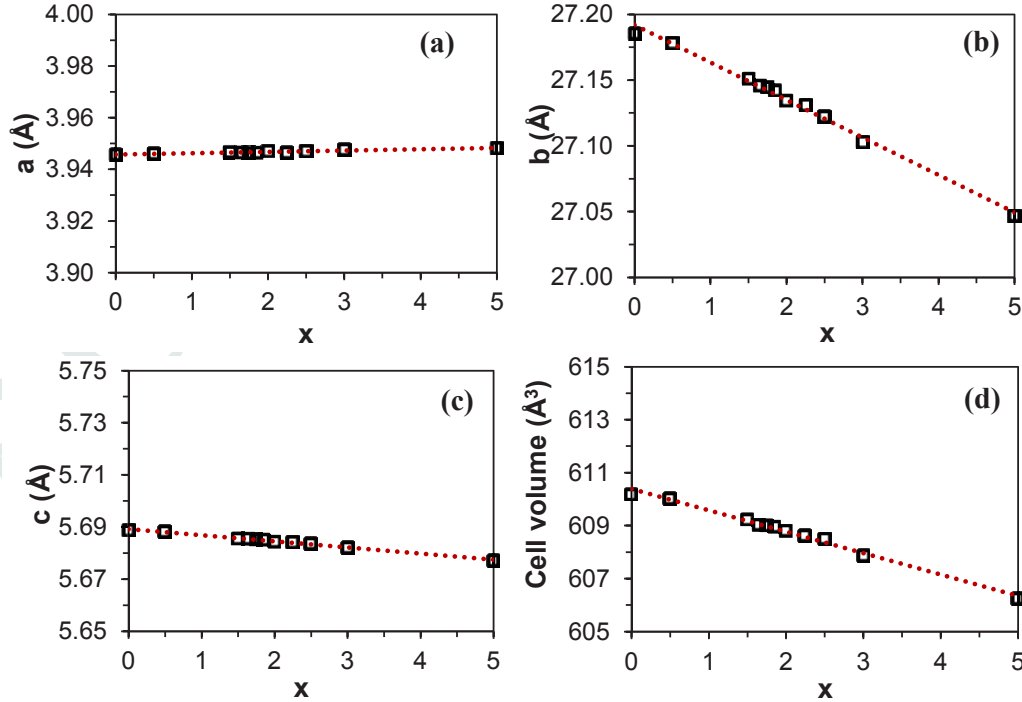 (a)
4.00
3.98
3.96
3.94
3.92
3.90
a (Å)
0 1 2 3 4 5
x
(b)
27.20
27.15
27.10
27.05
27.00
b (Å)
0 1 2 3 4 5
x
(c)
5.75
5.73
5.71
5.69
5.67
5.65
c (Å)
0 1 2 3 4 5
x
(d)
615
613
611
609
607
605
Cell volume (Å³)
0 1 2 3 4 5
x